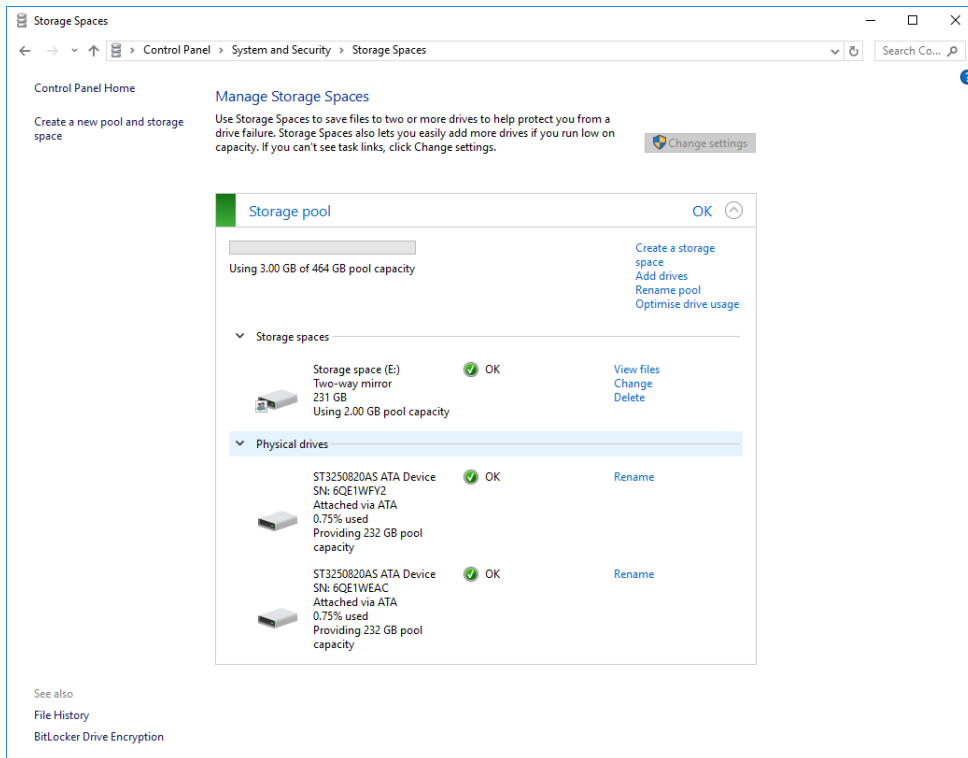 Storage Spaces
Control Panel > System and Security > Storage Spaces
Search Co...
Control Panel Home
Create a new pool and storage
space
Manage Storage Spaces
Use Storage Spaces to save files to two or more drives to help protect you from a
drive failure. Storage Spaces also lets you easily add more drives if you run low on
capacity. If you can't see task links, click Change settings.
Change settings
Storage pool
OK
Using 3.00 GB of 464 GB pool capacity
Create a storage
space
Add drives
Rename pool
Optimise drive usage
Storage spaces
Storage space (E:)
Two-way mirror
231 GB
Using 2.00 GB pool capacity
OK
View files
Change
Delete
Physical drives
ST3250820AS ATA Device
SN: 6QE1WFY2
Attached via ATA
0.75% used
Providing 232 GB pool
capacity
OK
Rename
ST3250820AS ATA Device
SN: 6QE1WEAC
Attached via ATA
0.75% used
Providing 232 GB pool
capacity
OK
Rename
See also
File History
BitLocker Drive Encryption